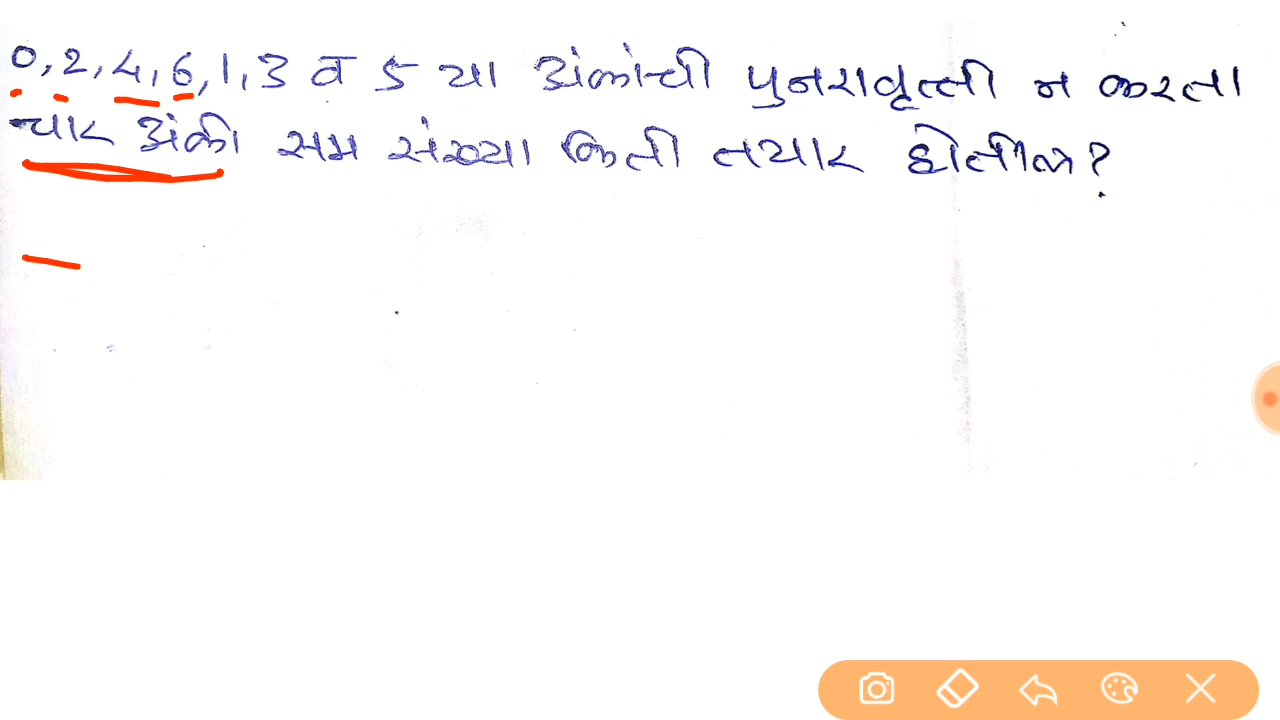 0, 2, 4, 6, 1, 3 व 5 या अंकांची पुनरावृत्ती न करता
चार अंकी सम संख्या किती तयार होतील?